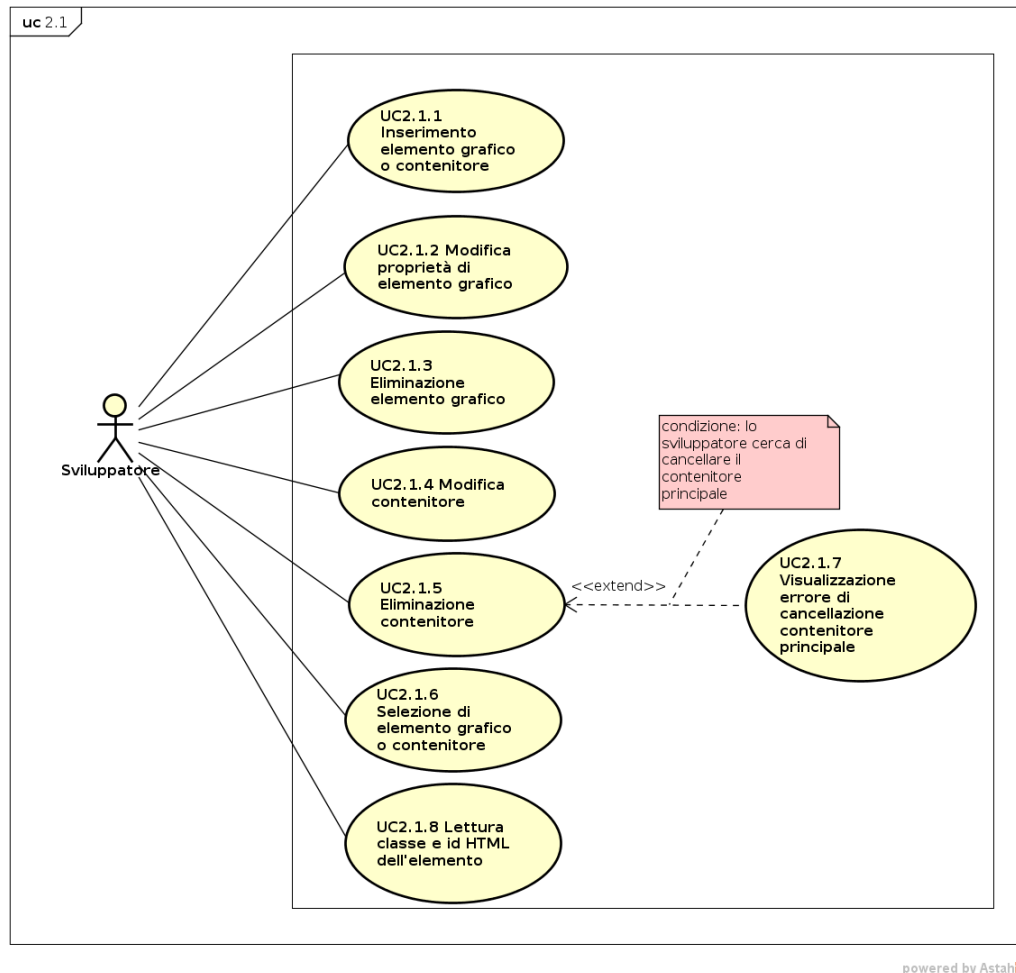 uc 2.1
UC2.1.1
Inserimento
elemento grafico
o contenitore
UC2.1.2 Modifica
proprietà di
elemento grafico
UC2.1.3
Eliminazione
elemento grafico
Sviluppatore
UC2.1.4 Modifica
contenitore
condizione: lo
sviluppatore cerca di
cancellare il
contenitore
principale
UC2.1.5
Eliminazione
contenitore
<<extend>>
UC2.1.7
Visualizzazione
errore di
cancellazione
contenitore
principale
UC2.1.6
Selezione di
elemento grafico
o contenitore
UC2.1.8 Lettura
classe e id HTML
dell'elemento
powered by Astah